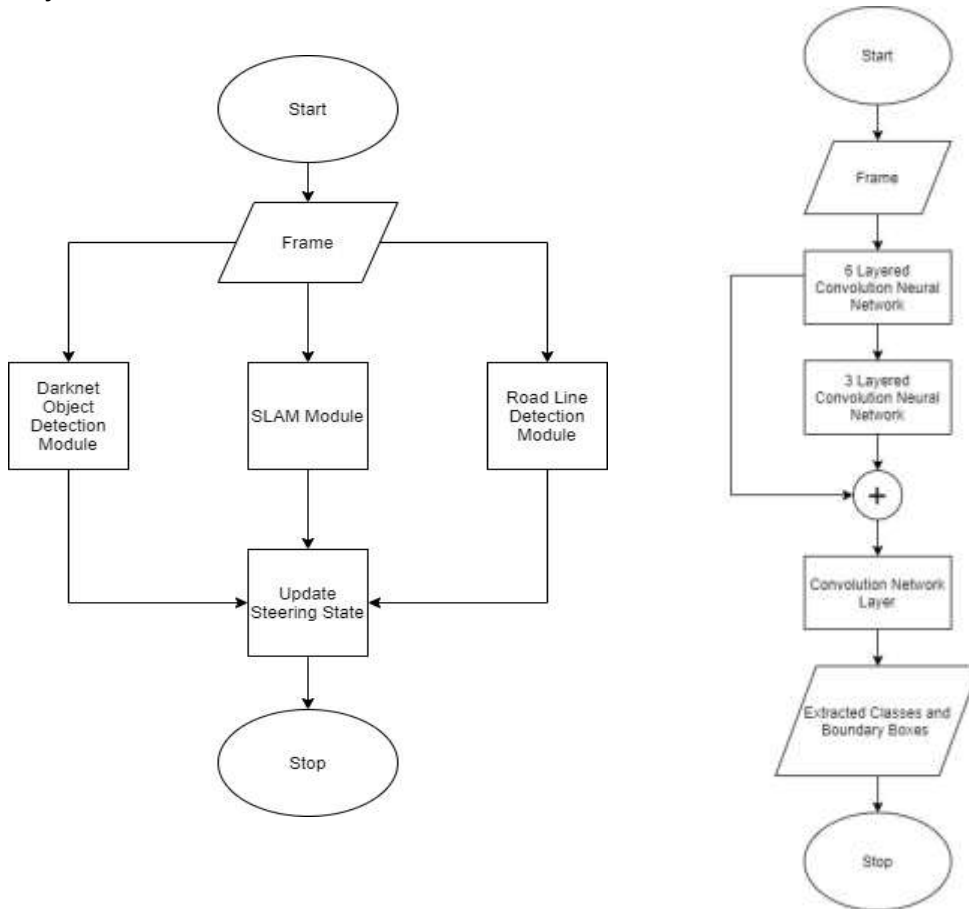 Start
Frame
Darknet
Object
Detection
Module
SLAM Module
Road Line
Detection
Module
Update
Steering State
Stop
Start
Frame
6 Layered
Convolution Neural
Network
3 Layered
Convolution Neural
Network
+
Convolution Network
Layer
Extracted Classes and
Boundary Boxes
Stop